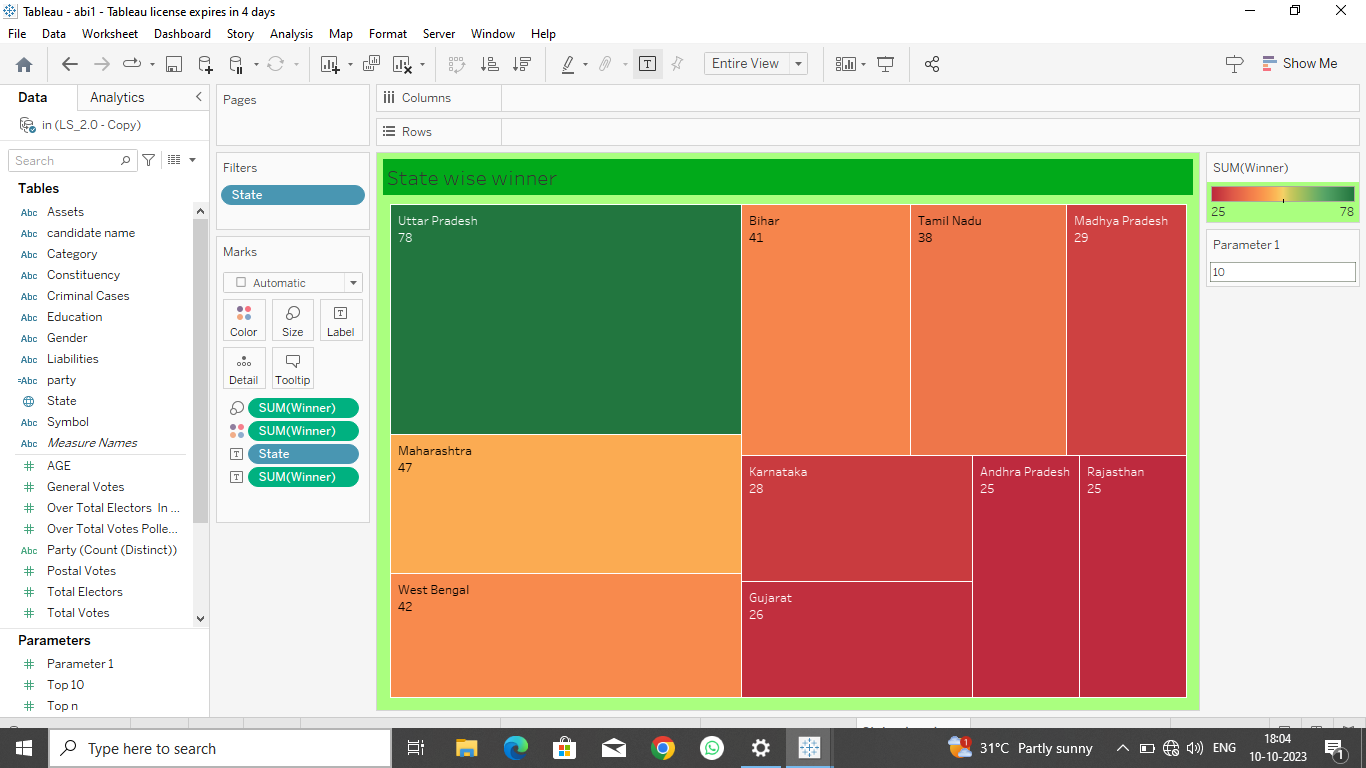 Tableau - abi1 - Tableau license expires in 4 days
File Data Worksheet Dashboard Story Analysis Map Format Server Window Help
Entire View
Show Me
Data Analytics
in (LS_2.0 - Copy)
Search
Tables
Abc Assets
Abc candidate name
Abc Category
Abc Constituency
Abc Criminal Cases
Abc Education
Abc Gender
Abc Liabilities
=Abc party
State
Abc Symbol
Abc Measure Names
# AGE
# General Votes
# Over Total Electors In ...
# Over Total Votes Polle...
Abc Party (Count (Distinct))
# Postal Votes
# Total Electors
# Total Votes
Parameters
# Parameter 1
# Top 10
# Top n
Pages
Filters
State
Marks
Automatic
Color Size Label
Detail Tooltip
SUM(Winner)
SUM(Winner)
State
SUM(Winner)
Columns
Rows
State wise winner
Uttar Pradesh
78
Maharashtra
47
West Bengal
42
Bihar
41
Tamil Nadu
38
Madhya Pradesh
29
Karnataka
28
Gujarat
26
Andhra Pradesh
25
Rajasthan
25
SUM(Winner)
25 78
Parameter 1
10
Type here to search
1
31°C Partly sunny
ENG
18:04
10-10-2023
1